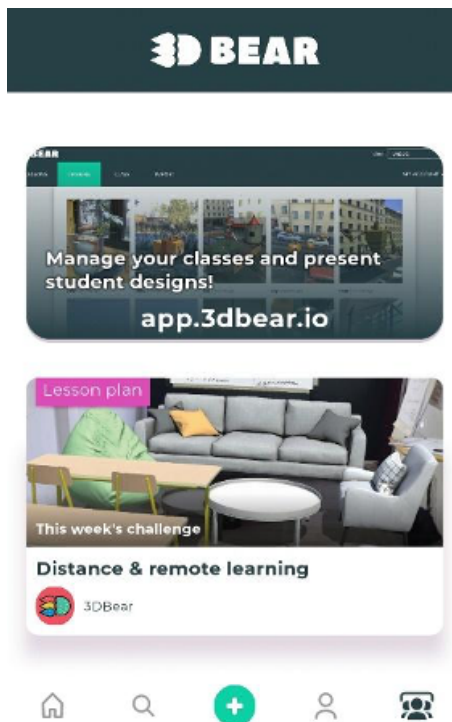 3D BEAR
BEAR
Manage your classes and present
student designs!
app.3dbear.io
Lesson plan
This week's challenge
Distance & remote learning
3DBear